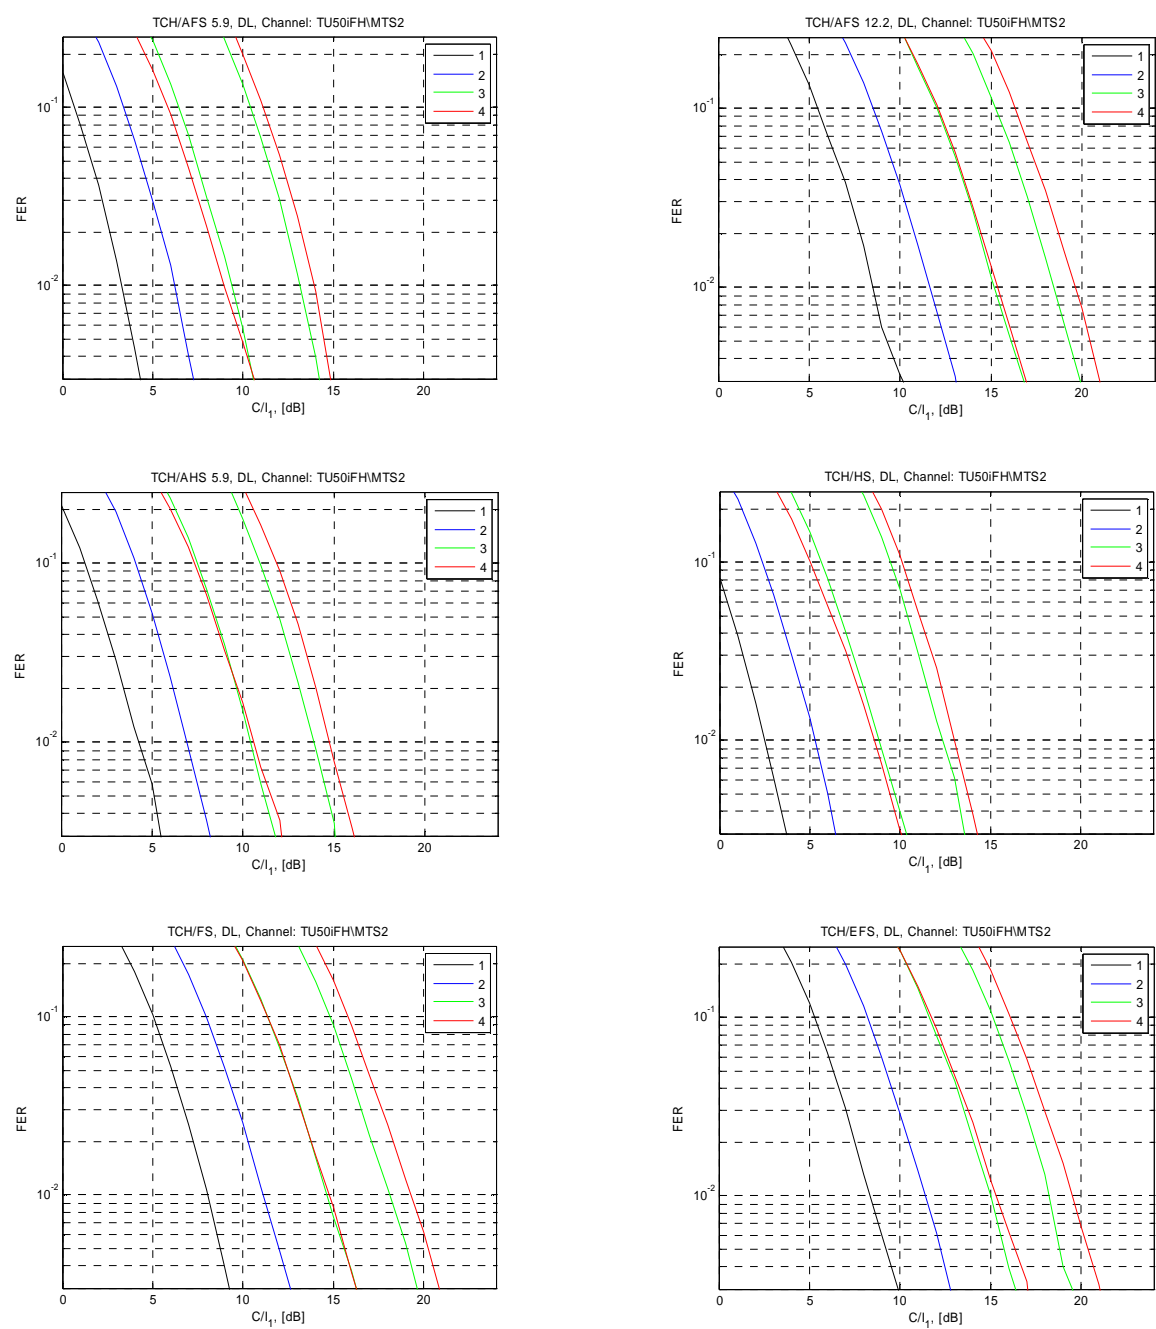 TCH/AFS 5.9, DL, Channel: TU50iFH\MTS2
1
2
3
4
10^-1
10^-2
FER
0 5 10 15 20
C/I_1, [dB]
TCH/AFS 12.2, DL, Channel: TU50iFH\MTS2
1
2
3
4
10^-1
10^-2
FER
0 5 10 15 20
C/I_1, [dB]
TCH/AHS 5.9, DL, Channel: TU50iFH\MTS2
1
2
3
4
10^-1
10^-2
FER
0 5 10 15 20
C/I_1, [dB]
TCH/HS, DL, Channel: TU50iFH\MTS2
1
2
3
4
10^-1
10^-2
FER
0 5 10 15 20
C/I_1, [dB]
TCH/FS, DL, Channel: TU50iFH\MTS2
1
2
3
4
10^-1
10^-2
FER
0 5 10 15 20
C/I_1, [dB]
TCH/EFS, DL, Channel: TU50iFH\MTS2
1
2
3
4
10^-1
10^-2
FER
0 5 10 15 20
C/I_1, [dB]